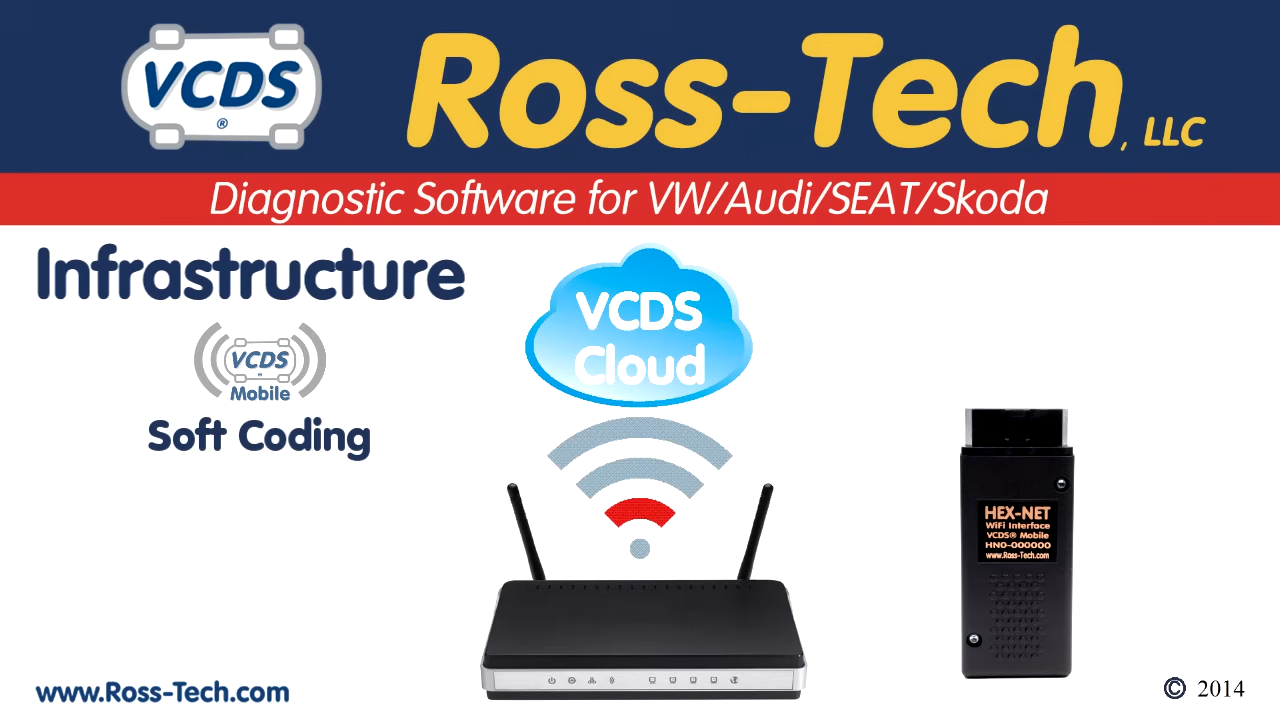 VCDS
®
Ross-Tech, LLC
Diagnostic Software for VW/Audi/SEAT/Skoda
Infrastructure
VCDS
Mobile
Soft Coding
VCDS
Cloud
HEX-NET
WiFi Interface
VCDS® Mobile
HN0-000000
www.Ross-Tech.com
www.Ross-Tech.com
© 2014